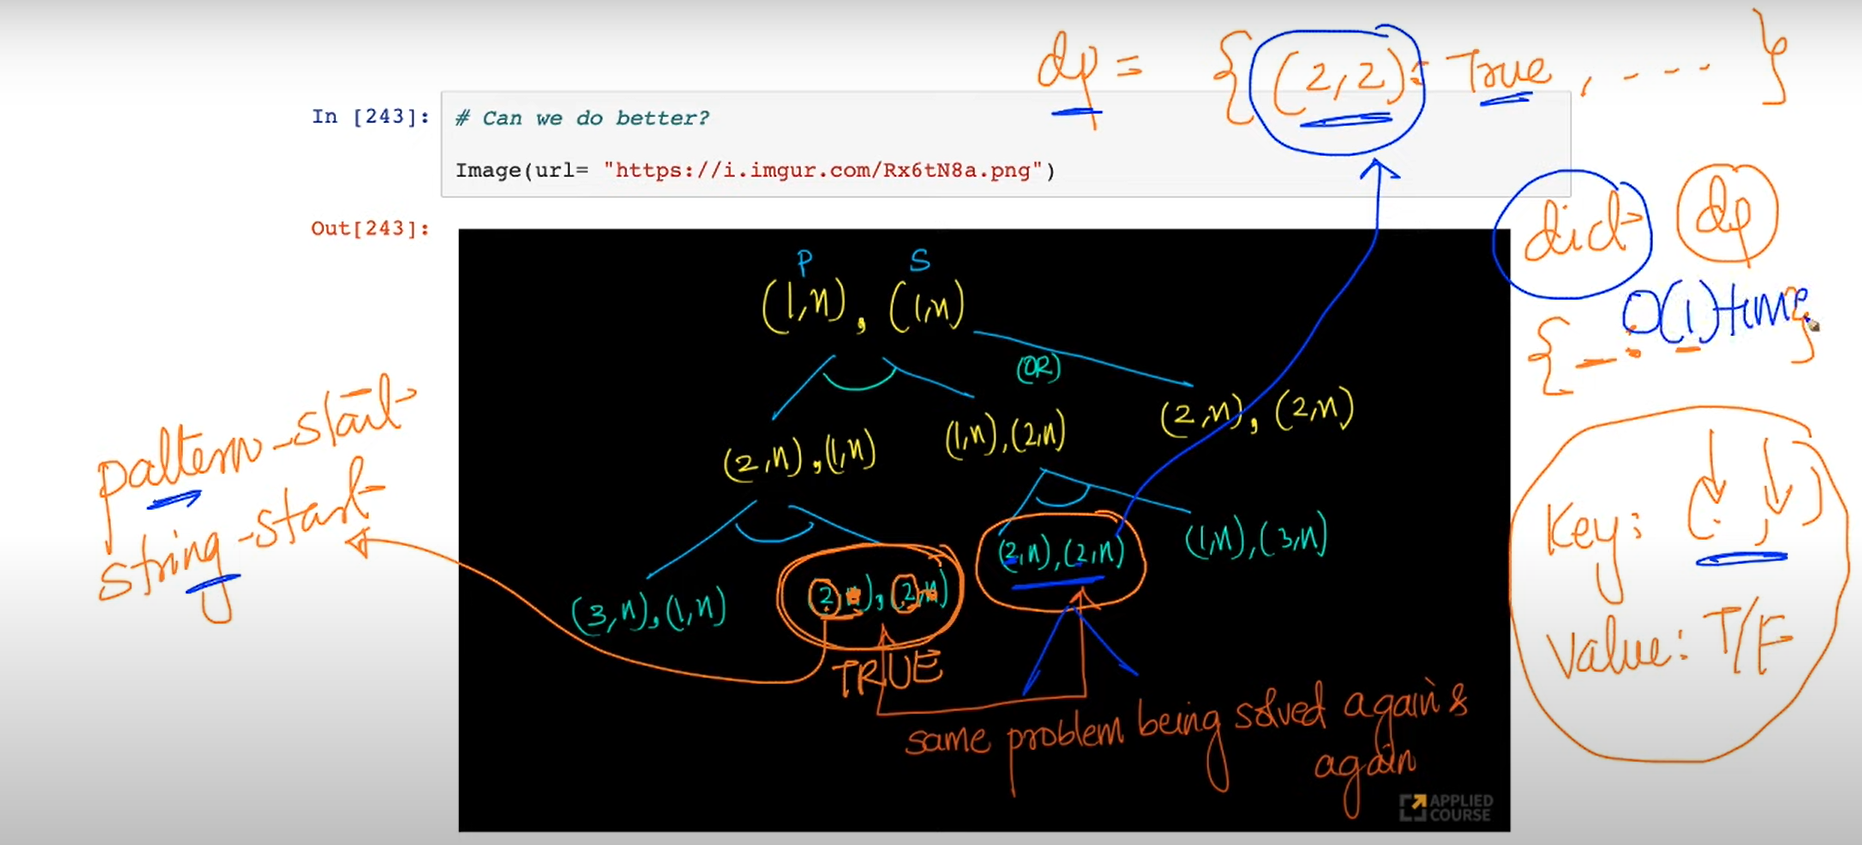 dp = { (2,2): True, - - - - }
In [243]:
# Can we do better?
Image(url= "https://i.imgur.com/Rx6tN8a.png")
Out[243]:
dict dp
O(1) time
{ - : - }
P S
(1,n), (1,n)
(OR)
(2,n), (1,n) (1,n),(2,n) (2,n), (2,n)
pattern-start
string-start
(3,n),(1,n) (2,n), (2,n) (2,n),(2,n) (1,n),(3,n)
TRUE
same problem being solved again &
again
Key: ( , )
Value: T/F
APPLIED
COURSE